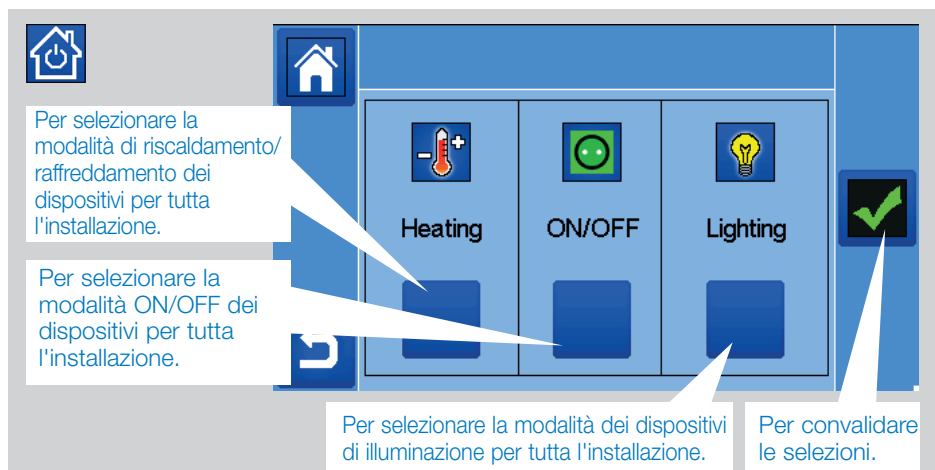 Per selezionare la
modalità di riscaldamento/
raffreddamento dei
dispositivi per tutta
l'installazione.
Heating
ON/OFF
Lighting
Per selezionare la
modalità ON/OFF dei
dispositivi per tutta
l'installazione.
Per selezionare la modalità dei dispositivi
di illuminazione per tutta l'installazione.
Per convalidare
le selezioni.